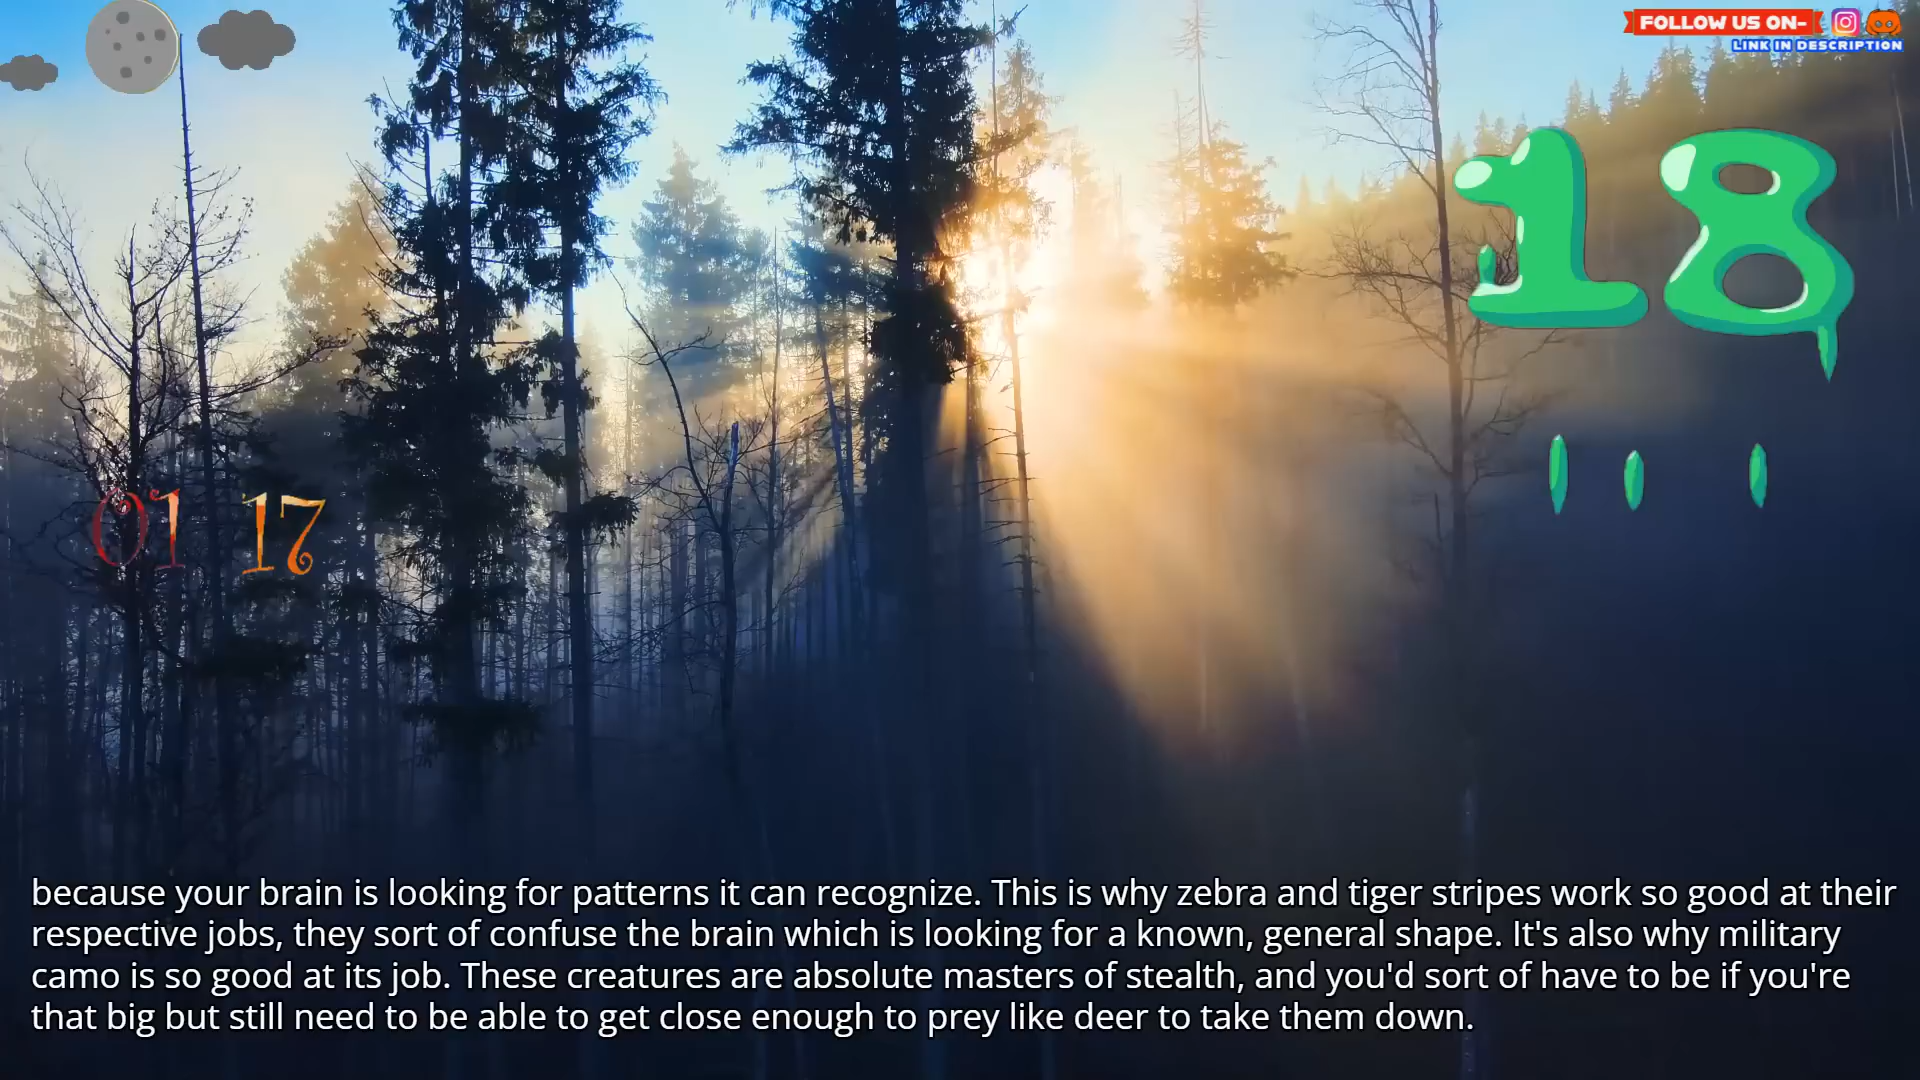 FOLLOW US ON-
LINK IN DESCRIPTION
18
01 17
because your brain is looking for patterns it can recognize. This is why zebra and tiger stripes work so good at their
respective jobs, they sort of confuse the brain which is looking for a known, general shape. It's also why military
camo is so good at its job. These creatures are absolute masters of stealth, and you'd sort of have to be if you're
that big but still need to be able to get close enough to prey like deer to take them down.